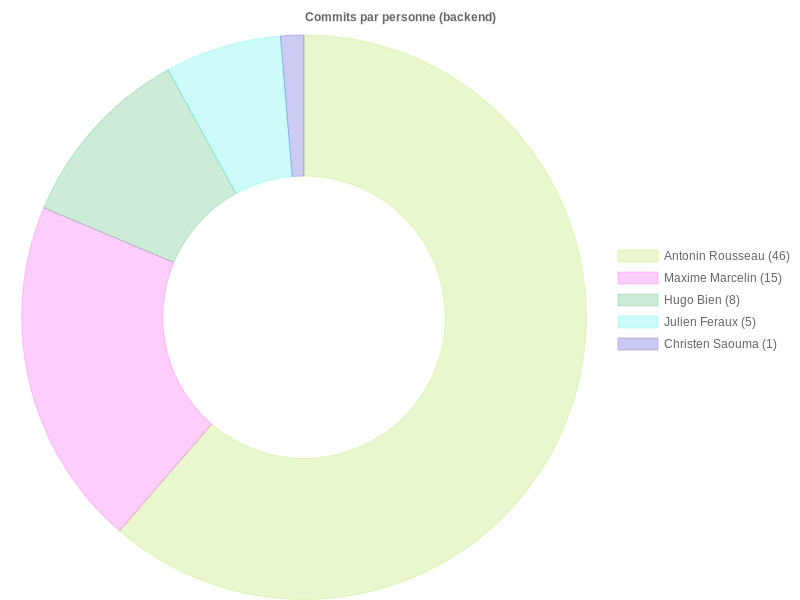 Commits par personne (backend)
Antonin Rousseau (46)
Maxime Marcelin (15)
Hugo Bien (8)
Julien Feraux (5)
Christen Saouma (1)